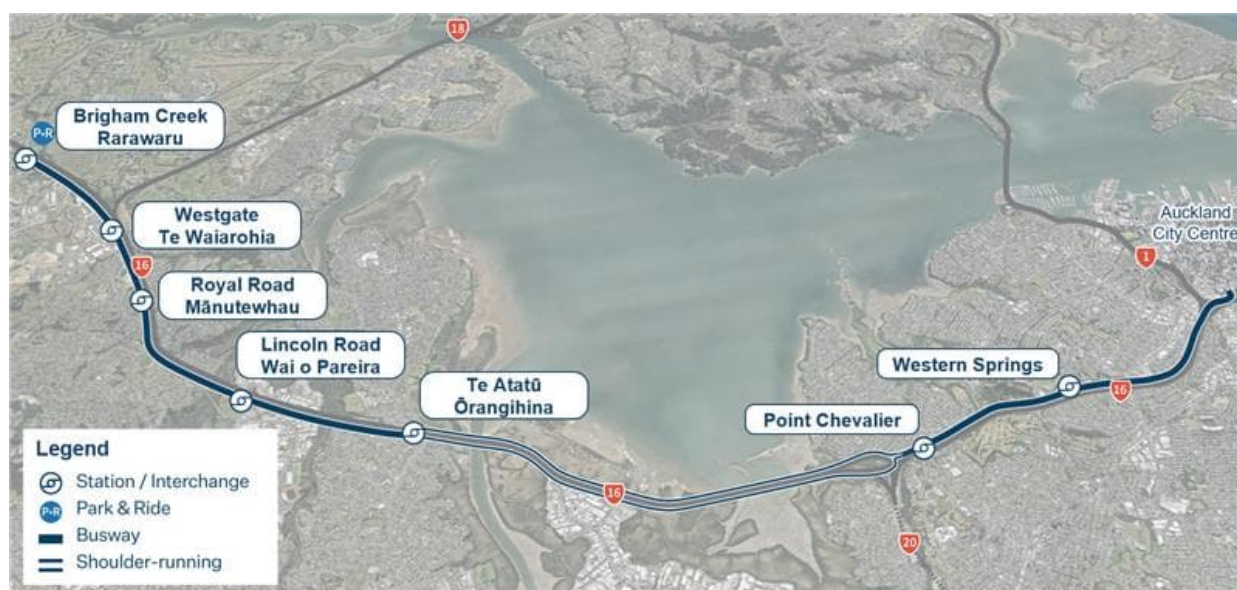 18
P+R
Brigham Creek
Rarawaru
Westgate
Te Waiarohia
16
Royal Road
Mānutewhau
Lincoln Road
Wai o Pareira
Te Atatū
Ōrangihina
16
Point Chevalier
Western Springs
16
20
Auckland
City Centre
1
Legend
Station / Interchange
P+R
Park & Ride
Busway
Shoulder-running